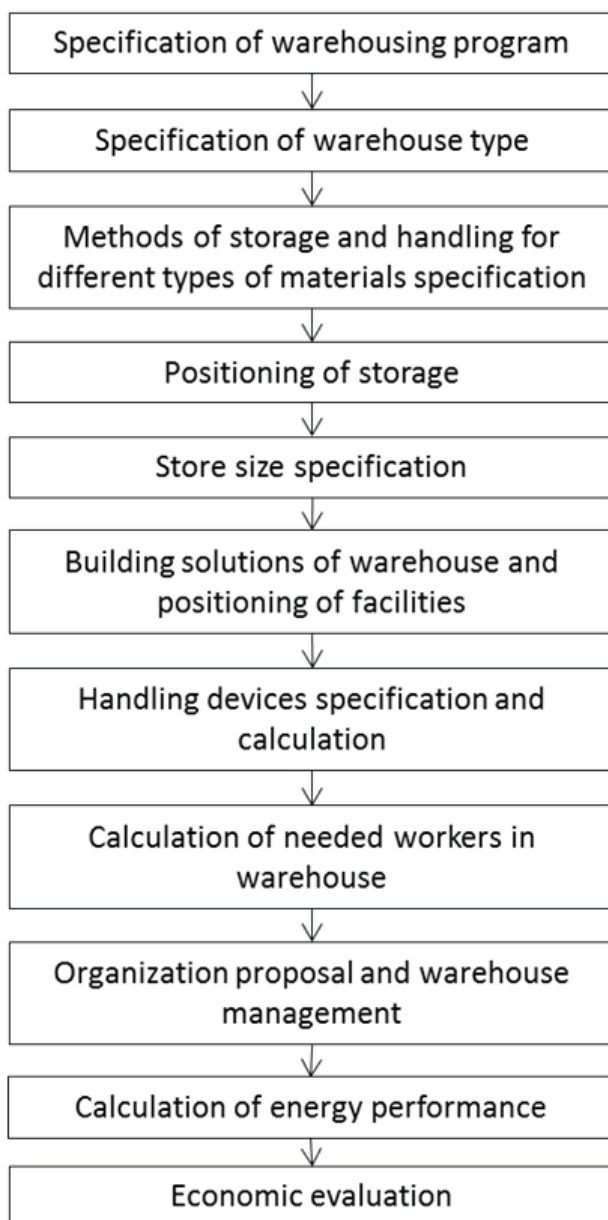 Specification of warehousing program
Specification of warehouse type
Methods of storage and handling for
different types of materials specification
Positioning of storage
Store size specification
Building solutions of warehouse and
positioning of facilities
Handling devices specification and
calculation
Calculation of needed workers in
warehouse
Organization proposal and warehouse
management
Calculation of energy performance
Economic evaluation